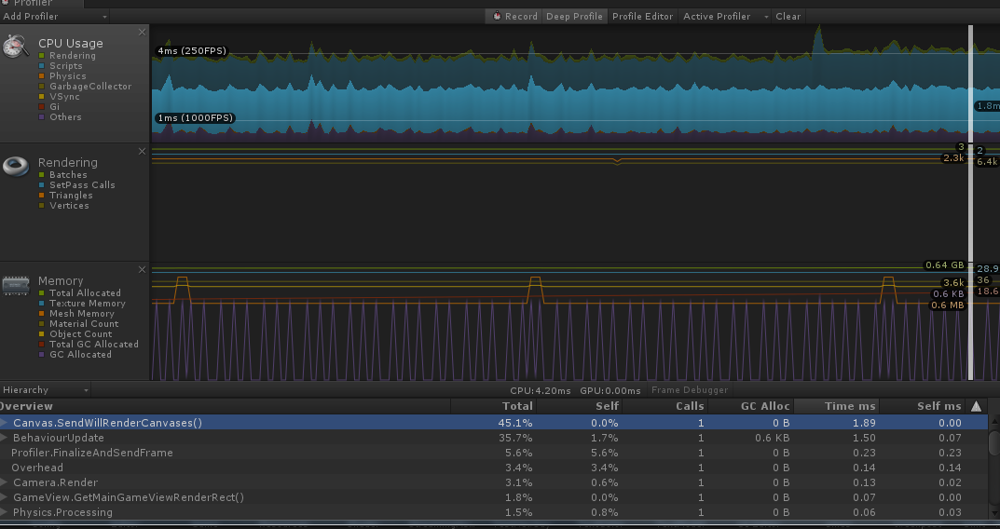 Profiler
Add Profiler Record Deep Profile Profile Editor Active Profiler Clear
CPU Usage
Rendering
Scripts
Physics
GarbageCollector
VSync
Gi
Others
4ms (250FPS)
1ms (1000FPS)
1.8m
Rendering
Batches
SetPass Calls
Triangles
Vertices
3 2
2.3k 6.4k
Memory
Total Allocated
Texture Memory
Mesh Memory
Material Count
Object Count
Total GC Allocated
GC Allocated
0.64 GB 28.9
3.6k 36
0.6 KB 18.6
0.6 MB
Hierarchy CPU:4.20ms GPU:0.00ms Frame Debugger
Overview Total Self Calls GC Alloc Time ms Self ms
Canvas.SendWillRenderCanvases() 45.1% 0.0% 1 0 B 1.89 0.00
BehaviourUpdate 35.7% 1.7% 1 0.6 KB 1.50 0.07
Profiler.FinalizeAndSendFrame 5.6% 5.6% 1 0 B 0.23 0.23
Overhead 3.4% 3.4% 1 0 B 0.14 0.14
Camera.Render 3.1% 0.6% 1 0 B 0.13 0.02
GameView.GetMainGameViewRenderRect() 1.8% 0.0% 1 0 B 0.07 0.00
Physics.Processing 1.5% 0.8% 1 0 B 0.06 0.03